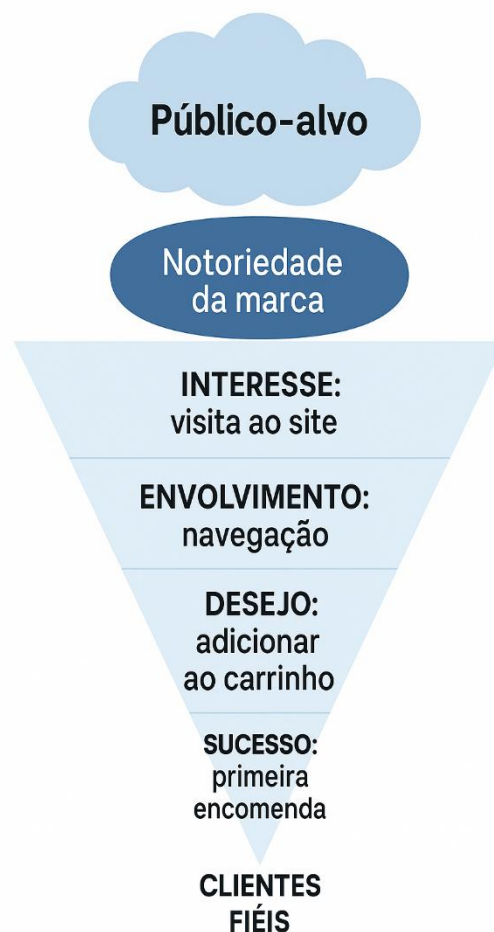 Público-alvo
Notoriedade
da marca
INTERESSE:
visita ao site
ENVOLVIMENTO:
navegação
DESEJO:
adicionar
ao carrinho
SUCESSO:
primeira
encomenda
CLIENTES
FIÉIS